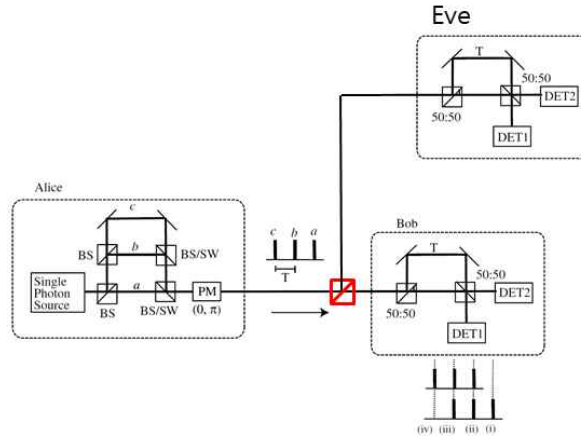 Eve
T
50:50
DET2
50:50
DET1
Alice
c
BS
b
BS/SW
Single
Photon
Source
a
BS
BS/SW
PM
(0, π)
c b a
T
Bob
T
50:50
DET2
50:50
DET1
(iv) (iii) (ii) (i)